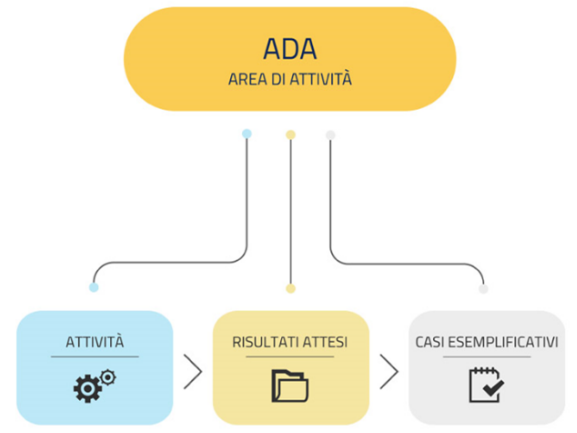 ADA
AREA DI ATTIVITÀ
ATTIVITÀ
RISULTATI ATTESI
CASI ESEMPLIFICATIVI